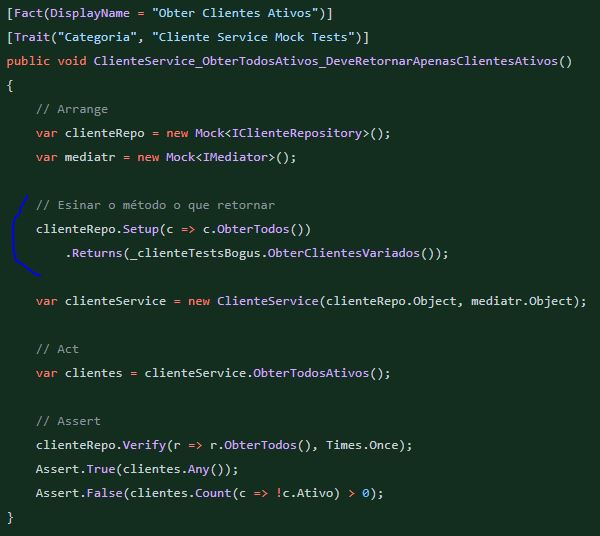 [Fact(DisplayName = "Obter Clientes Ativos")]
[Trait("Categoria", "Cliente Service Mock Tests")]
public void ClienteService_ObterTodosAtivos_DeveRetornarApenasClientesAtivos()
{
    // Arrange
    var clienteRepo = new Mock<IClienteRepository>();
    var mediatr = new Mock<IMediator>();

    // Esinar o método o que retornar
    clienteRepo.Setup(c => c.ObterTodos())
        .Returns(_clienteTestsBogus.ObterClientesVariados());

    var clienteService = new ClienteService(clienteRepo.Object, mediatr.Object);

    // Act
    var clientes = clienteService.ObterTodosAtivos();

    // Assert
    clienteRepo.Verify(r => r.ObterTodos(), Times.Once);
    Assert.True(clientes.Any());
    Assert.False(clientes.Count(c => !c.Ativo) > 0);
}